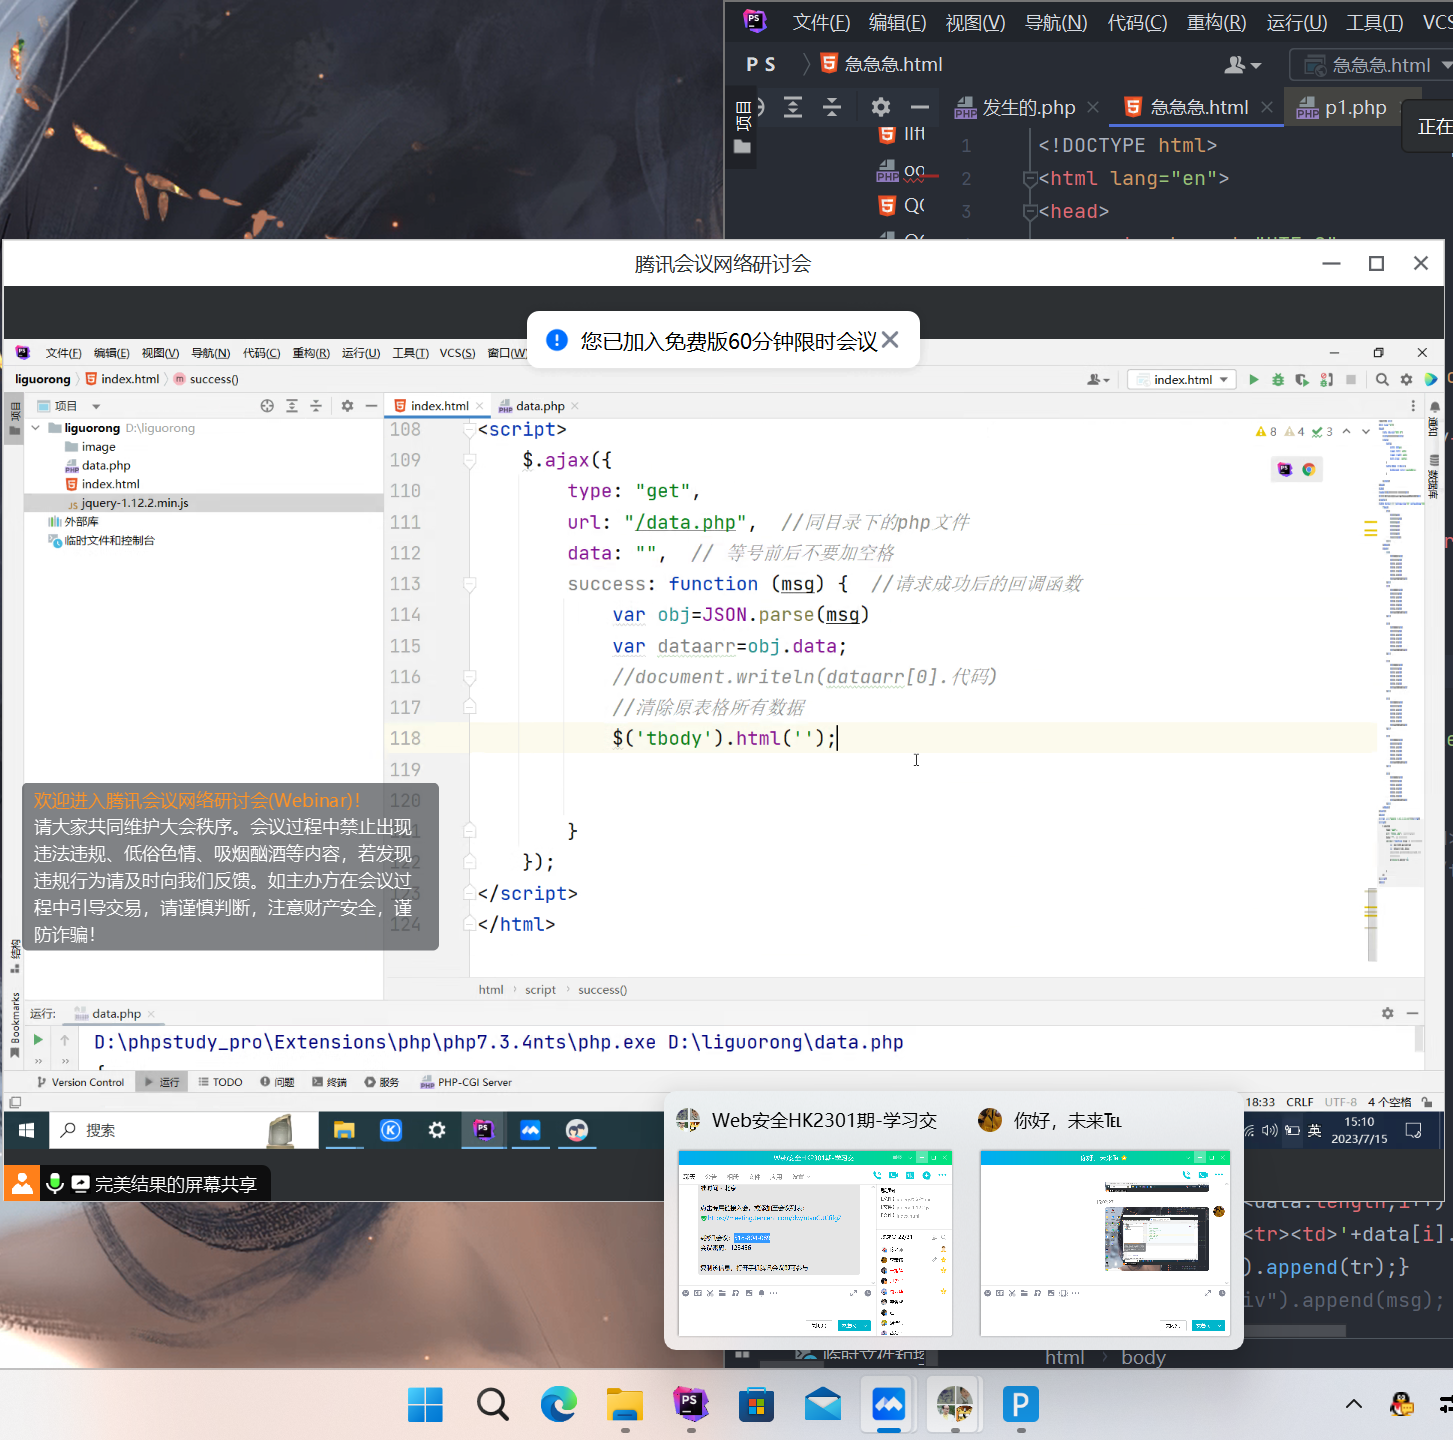 文件(F) 编辑(E) 视图(V) 导航(N) 代码(C) 重构(R) 运行(U) 工具(T)
P S 急急急.html 急急急.html
项目
发生的.php 急急急.html p1.php
正在
1 <!DOCTYPE html>
2 <html lang="en">
3 <head>
腾讯会议网络研讨会
您已加入免费版60分钟限时会议
文件(F) 编辑(E) 视图(V) 导航(N) 代码(C) 重构(R) 运行(U) 工具(T) VCS(S) 窗口(W)
liguorong index.html success() index.html
项目 index.html data.php
liguorong D:\liguorong
image
data.php
index.html
jquery-1.12.2.min.js
外部库
临时文件和控制台
8 4 3
通知
数据库
108 <script>
109 $.ajax({
110 type: "get",
111 url: "/data.php", //同目录下的php文件
112 data: "", // 等号前后不要加空格
113 success: function (msg) { //请求成功后的回调函数
114 var obj=JSON.parse(msg)
115 var dataarr=obj.data;
116 //document.writeln(dataarr[0].代码)
117 //清除原表格所有数据
118 $('tbody').html('');
119
120
121 }
122 });
123 </script>
124 </html>
欢迎进入腾讯会议网络研讨会(Webinar)!
请大家共同维护大会秩序。会议过程中禁止出现
违法违规、低俗色情、吸烟酗酒等内容，若发现
违规行为请及时向我们反馈。如主办方在会议过
程中引导交易，请谨慎判断，注意财产安全，谨
防诈骗!
结构
Bookmarks
html script success()
运行: data.php
D:\phpstudy_pro\Extensions\php\php7.3.4nts\php.exe D:\liguorong\data.php
Version Control 运行 TODO 问题 终端 服务 PHP-CGI Server
18:33 CRLF UTF-8 4 个空格
搜索
英 15:10
2023/7/15
完美结果的屏幕共享
Web安全HK2301期-学习交 你好，未来℡
<data.length;i++)
<tr><td>'+data[i].
).append(tr);}
iv").append(msg);
html body